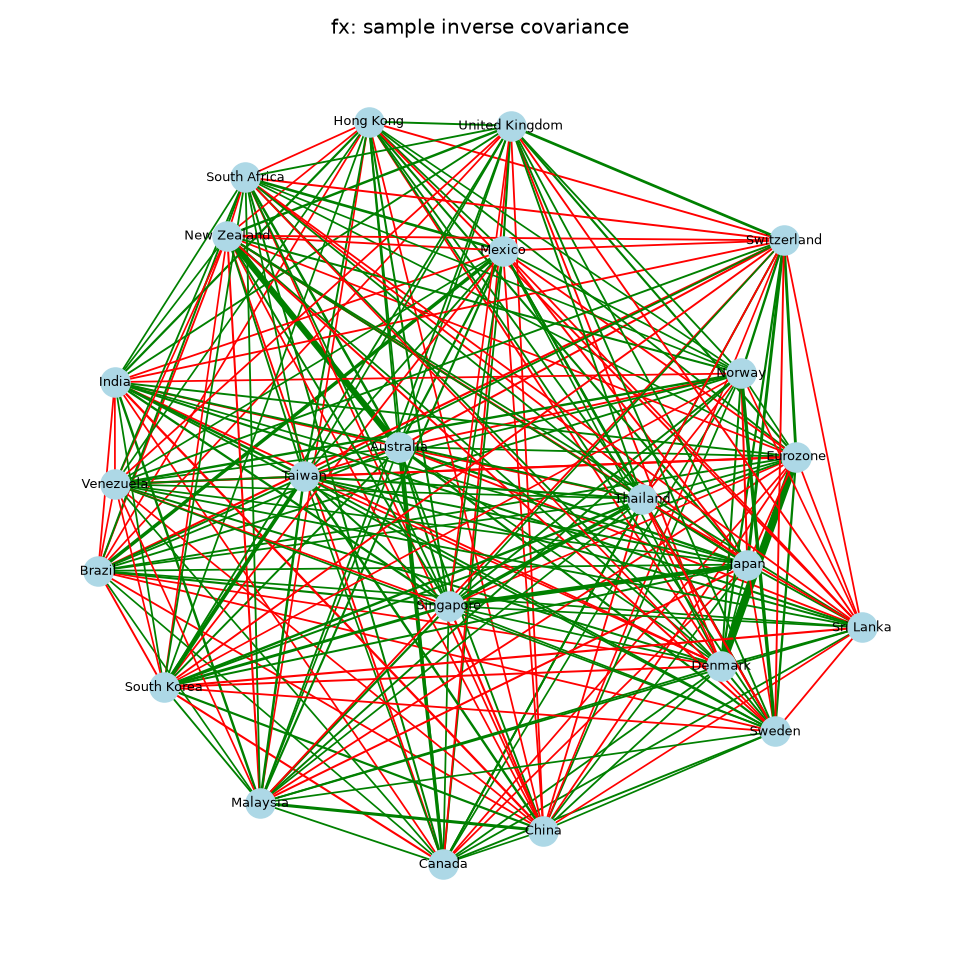 fx: sample inverse covariance
Hong Kong
United Kingdom
South Africa
New Zealand
Mexico
Switzerland
India
Norway
Australia
Eurozone
Taiwan
Venezuela
Thailand
Brazil
Japan
Singapore
Sri Lanka
Denmark
South Korea
Sweden
Malaysia
China
Canada